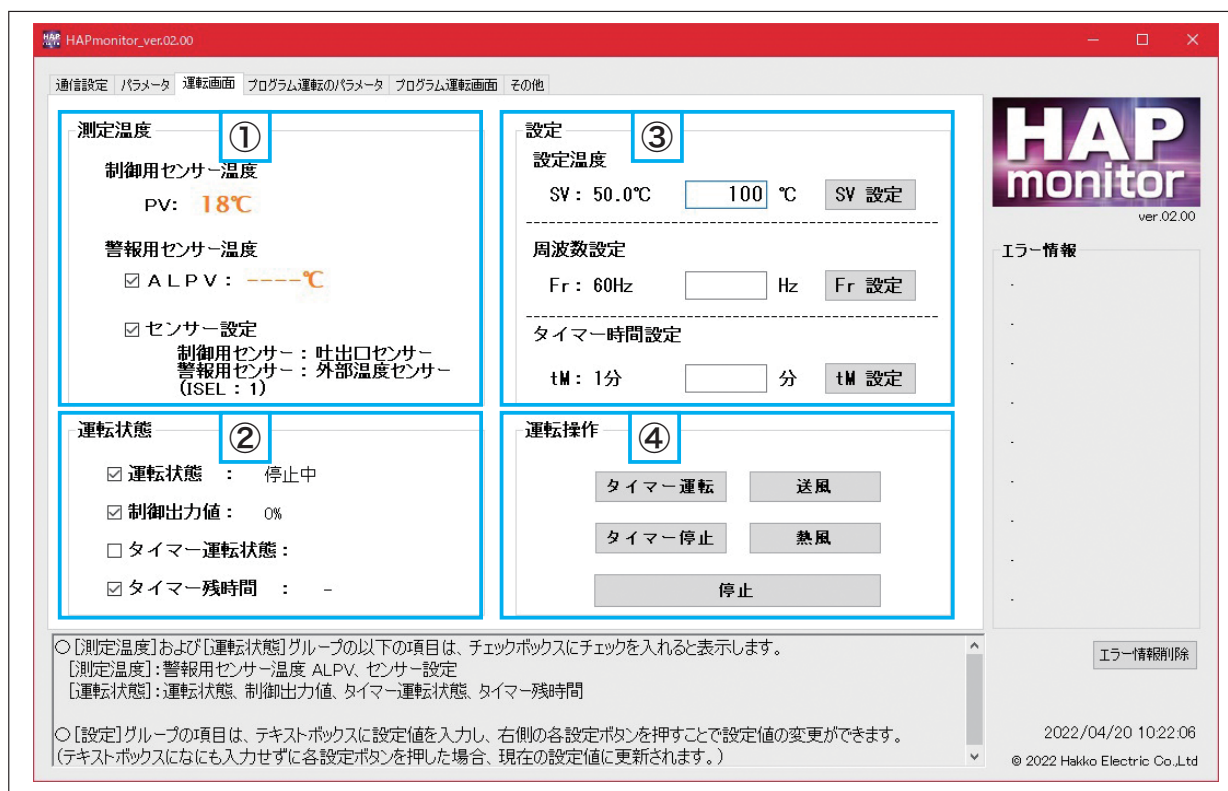 HAPmonitor_ver.02.00
通信設定 パラメータ 運転画面 プログラム運転のパラメータ プログラム運転画面 その他
測定温度
①
制御用センサー温度
PV: 18℃
警報用センサー温度
ALPV: ----℃
センサー設定
制御用センサー:吐出口センサー
警報用センサー:外部温度センサー
(ISEL:1)
運転状態
②
運転状態 : 停止中
制御出力値: 0%
タイマー運転状態:
タイマー残時間 : -
設定
③
設定温度
SV: 50.0℃ 100 ℃ SV 設定
周波数設定
Fr: 60Hz Hz Fr 設定
タイマー時間設定
tM: 1分 分 tM 設定
運転操作
④
タイマー運転 送風
タイマー停止 熱風
停止
HAP
monitor
ver.02.00
エラー情報
-
-
-
-
-
-
-
-
-
エラー情報削除
○[測定温度]および[運転状態]グループの以下の項目は、チェックボックスにチェックを入れると表示します。
[測定温度]:警報用センサー温度 ALPV、センサー設定
[運転状態]:運転状態、制御出力値、タイマー運転状態、タイマー残時間
○[設定]グループの項目は、テキストボックスに設定値を入力し、右側の各設定ボタンを押すことで設定値の変更ができます。
(テキストボックスになにも入力せずに各設定ボタンを押した場合、現在の設定値に更新されます。)
2022/04/20 10:22:06
© 2022 Hakko Electric Co.,Ltd